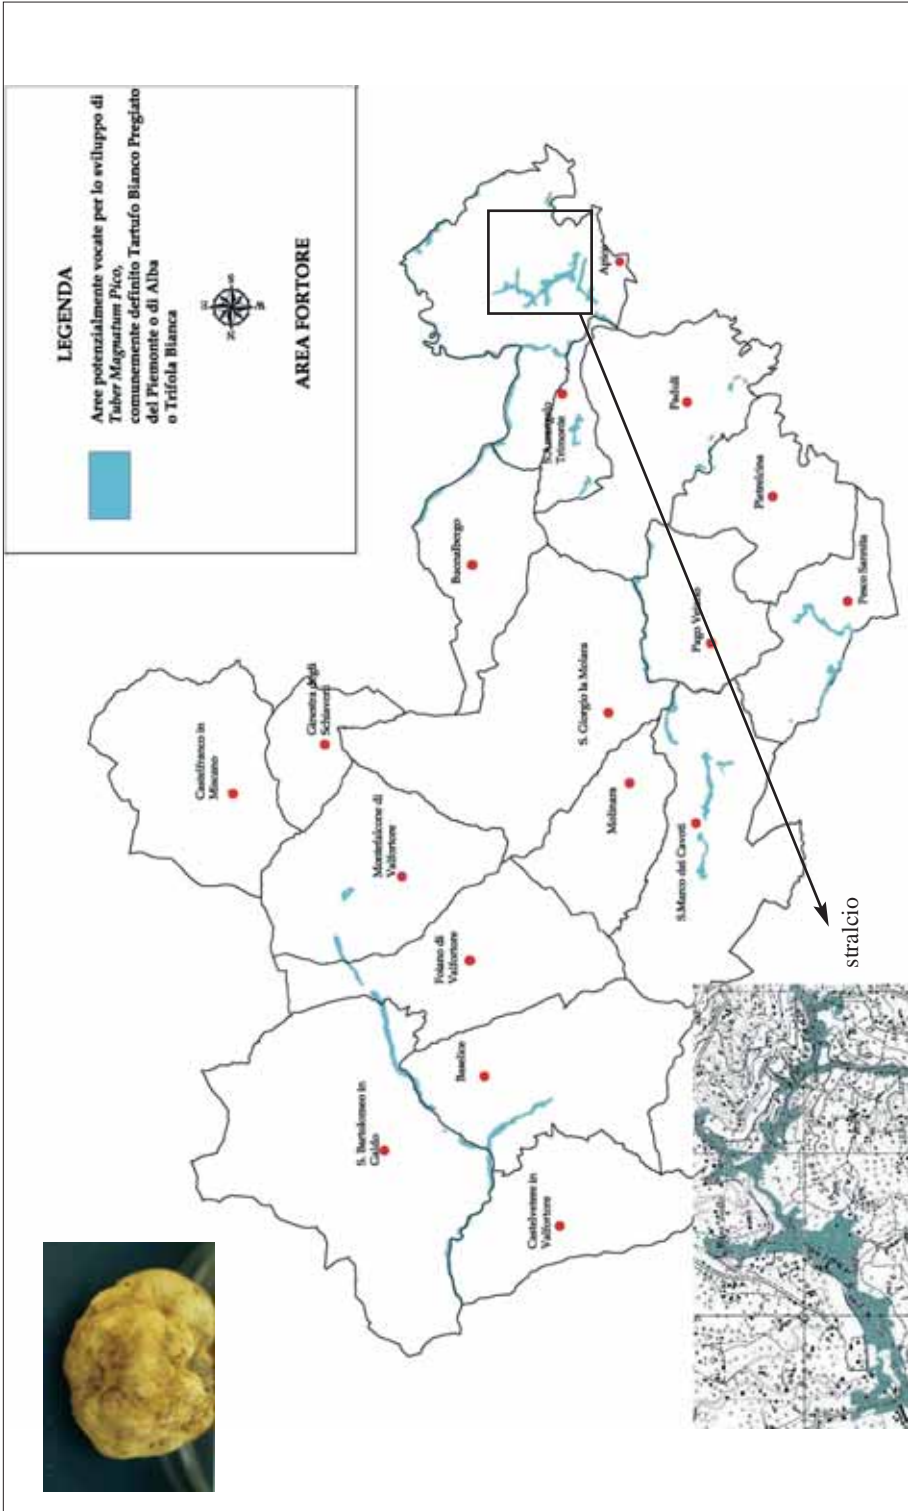 LEGENDA
Aree potenzialmente vocate per lo sviluppo di
Tuber Magnatum Pico,
comunemente definito Tartufo Bianco Pregiato
del Piemonte o di Alba
o Trifola Bianca
AREA FORTORE
Castelfranco in
Miscano
Ginestra degli
Schiavoni
Montefalcone di
Valfortore
S. Bartolomeo in
Galdo
Foiano di
Valfortore
Baselice
Castelvetere in
Valfortore
Buonalbergo
S. Giorgio la Molara
Molinara
S.Marco dei Cavoti
Pago Veiano
Pesco Sannita
Pietrelcina
Paduli
Apice
stralcio